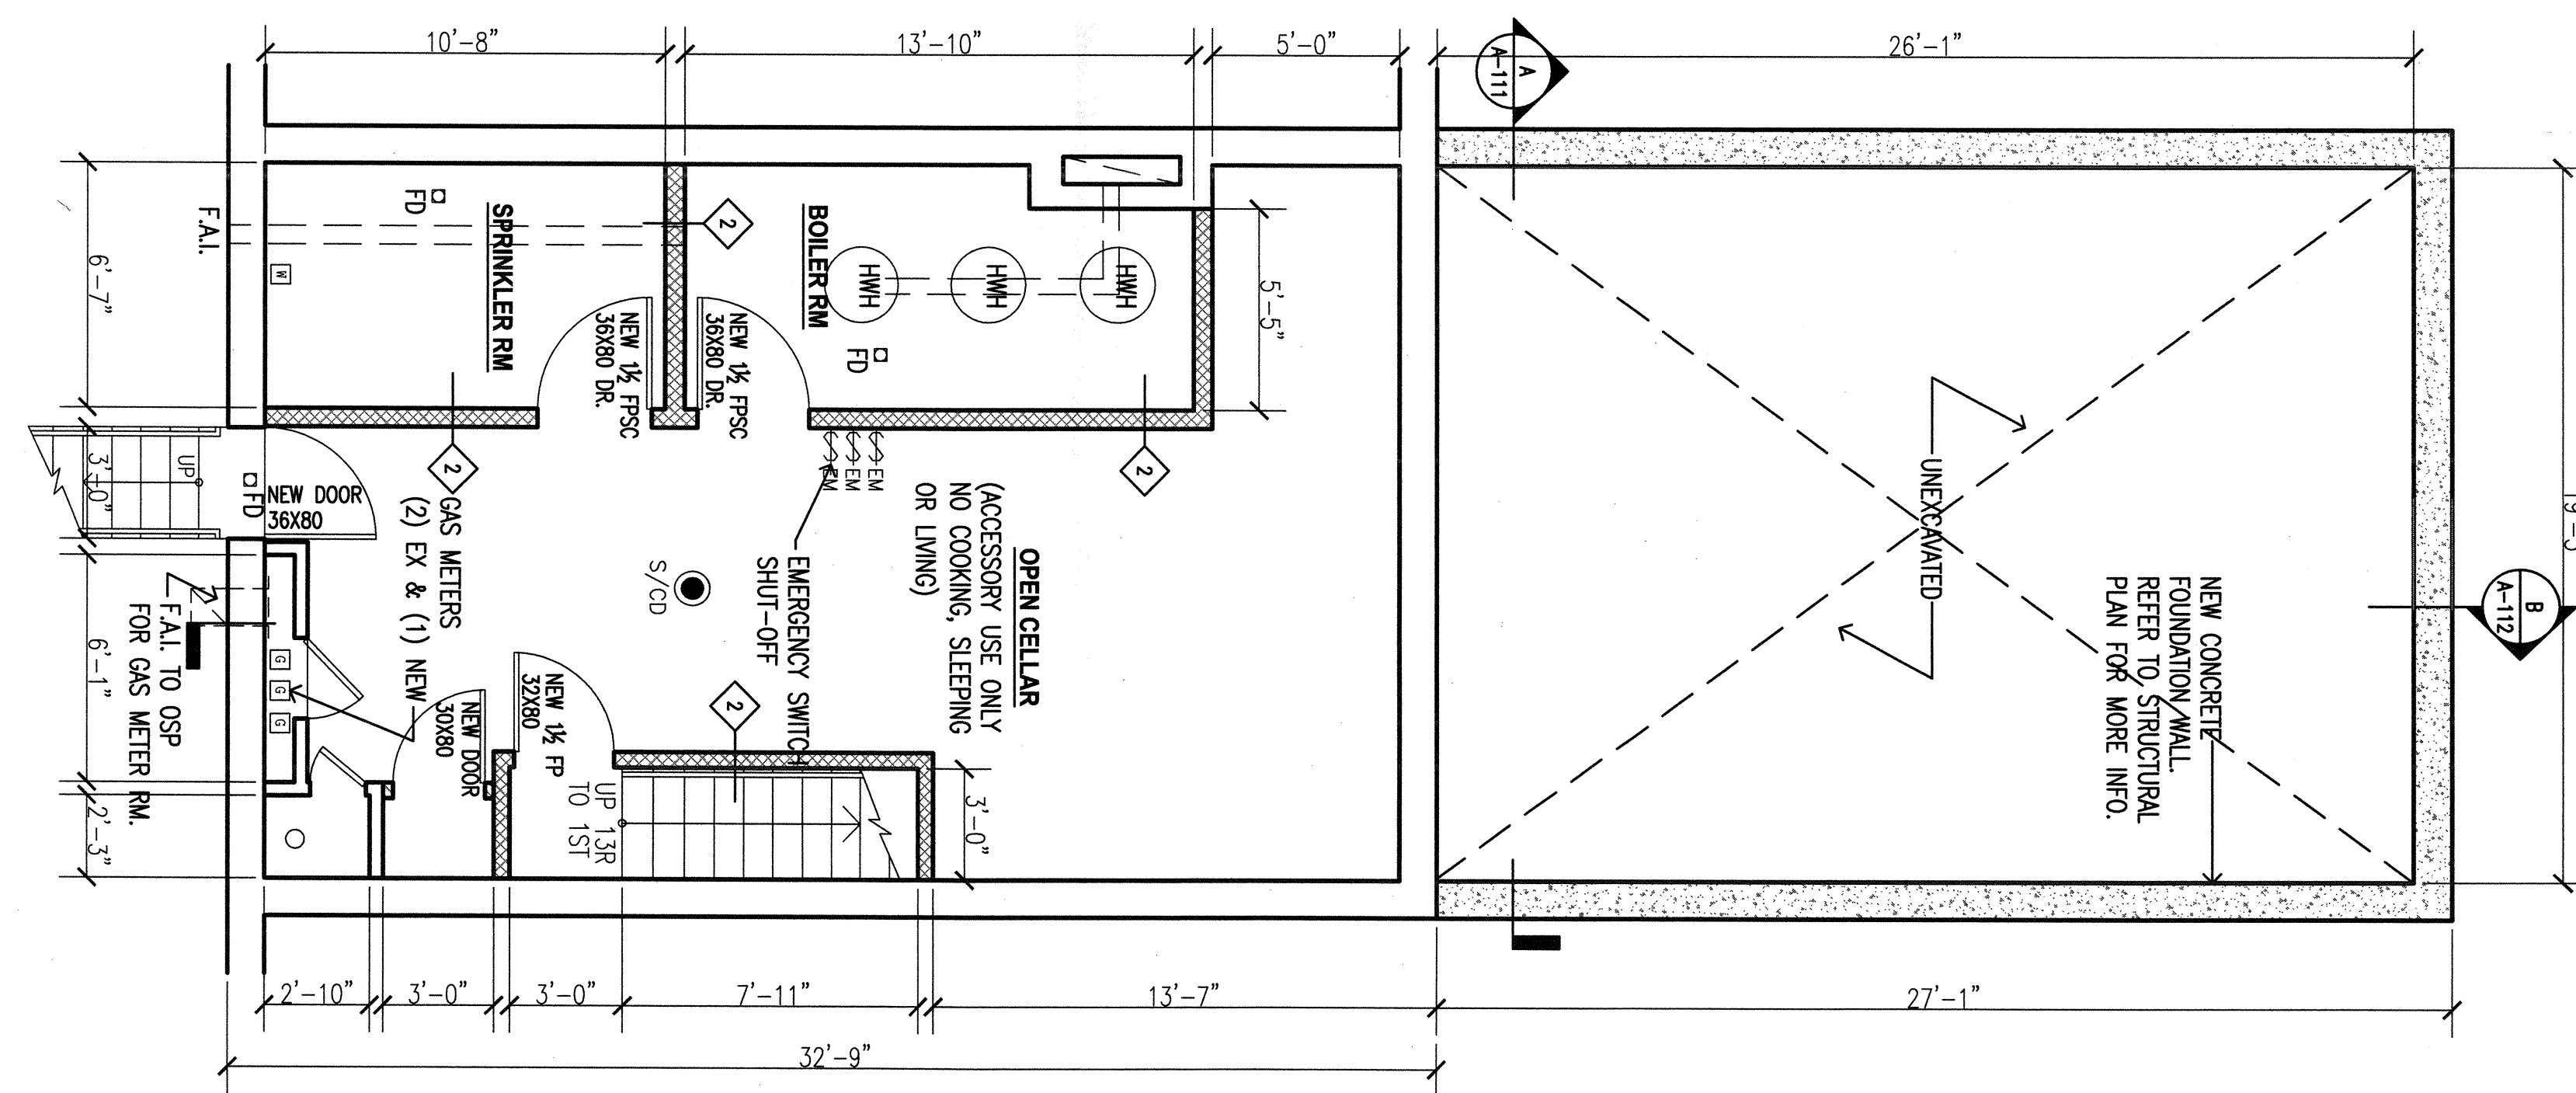 10'-8"
13'-10"
5'-0"
26'-1"
A
A-111
F.A.I.
FD
SPRINKLER RM
W
2
BOILER RM
HWH
HWH
HWH
FD
5'-5"
6'-7"
NEW 1½ FPSC
36X80 DR.
NEW 1½ FPSC
36X80 DR.
2
2
EM
EM
EM
UP
3'-0"
FD
NEW DOOR
36X80
GAS METERS
(2) EX & (1) NEW
S/CD
EMERGENCY SWITCH
SHUT-OFF
OPEN CELLAR
(ACCESSORY USE ONLY
NO COOKING, SLEEPING
OR LIVING)
UNEXCAVATED
NEW CONCRETE
FOUNDATION WALL.
REFER TO STRUCTURAL
PLAN FOR MORE INFO.
B
A-112
6'-1"
F.A.I. TO OSP
FOR GAS METER RM.
G
G
G
NEW DOOR
30X80
NEW 1½ FP
32X80
2
UP 13R
TO 1ST
3'-0"
2'-3"
2'-10"
3'-0"
3'-0"
7'-11"
13'-7"
27'-1"
32'-9"